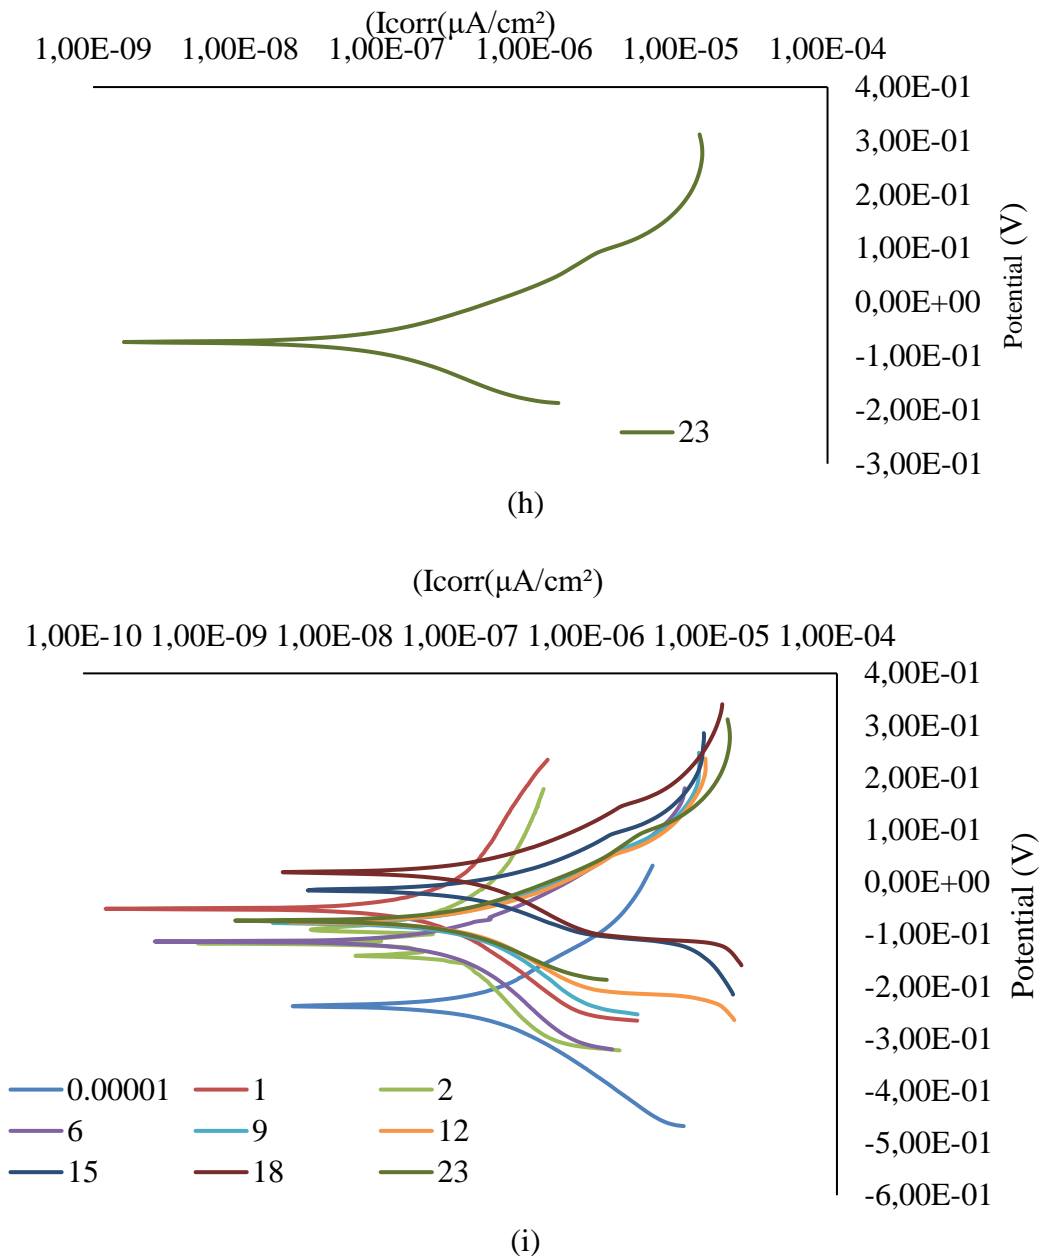 (Icorr(µA/cm²)
1,00E-09 1,00E-08 1,00E-07 1,00E-06 1,00E-05 1,00E-04
4,00E-01
3,00E-01
2,00E-01
1,00E-01
0,00E+00
-1,00E-01
-2,00E-01
-3,00E-01
Potential (V)
23
(h)
(Icorr(µA/cm²)
1,00E-10 1,00E-09 1,00E-08 1,00E-07 1,00E-06 1,00E-05 1,00E-04
4,00E-01
3,00E-01
2,00E-01
1,00E-01
0,00E+00
-1,00E-01
-2,00E-01
-3,00E-01
-4,00E-01
-5,00E-01
-6,00E-01
Potential (V)
0.00001 1 2
6 9 12
15 18 23
(i)